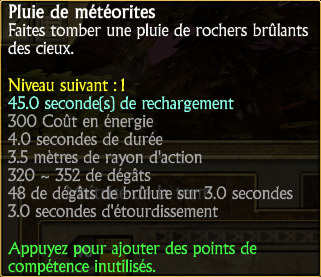 Pluie de météorites
Faites tomber une pluie de rochers brûlants
des cieux.
Niveau suivant : 1
45.0 seconde(s) de rechargement
300 Coût en énergie
4.0 secondes de durée
3.5 mètres de rayon d'action
320 ~ 352 de dégâts
48 de dégâts de brûlure sur 3.0 secondes
3.0 secondes d'étourdissement
Appuyez pour ajouter des points de
compétence inutilisés.